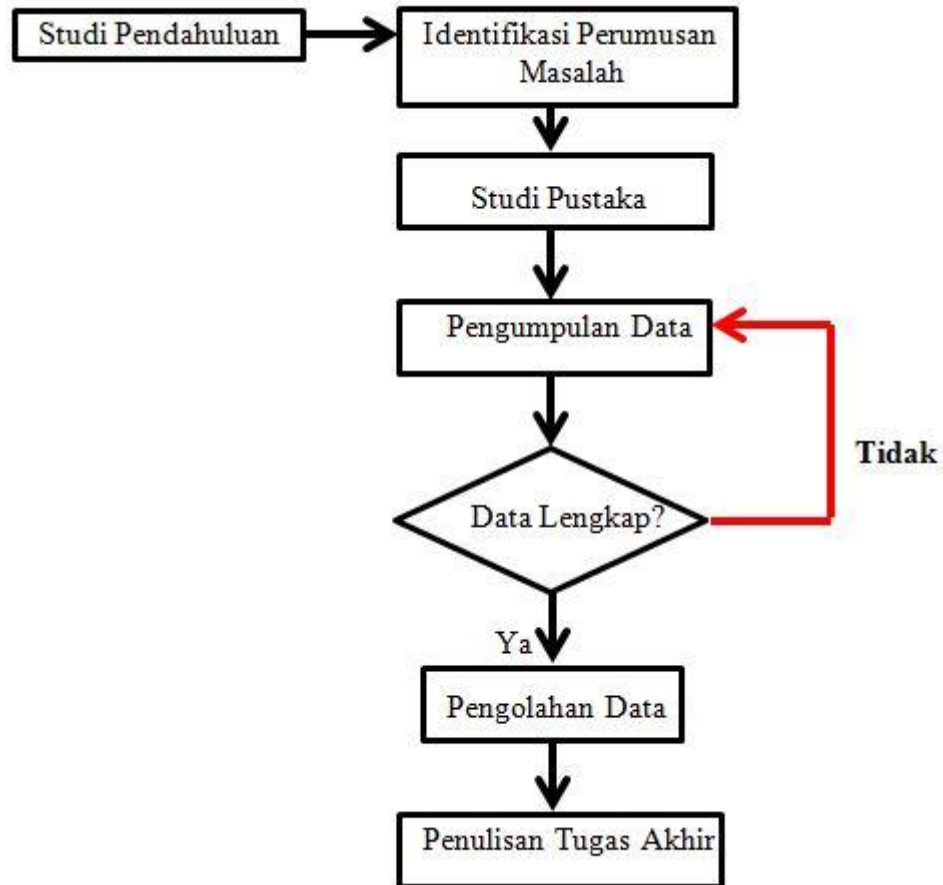 Studi Pendahuluan
Identifikasi Perumusan
Masalah
Studi Pustaka
Pengumpulan Data
Tidak
Data Lengkap?
Ya
Pengolahan Data
Penulisan Tugas Akhir